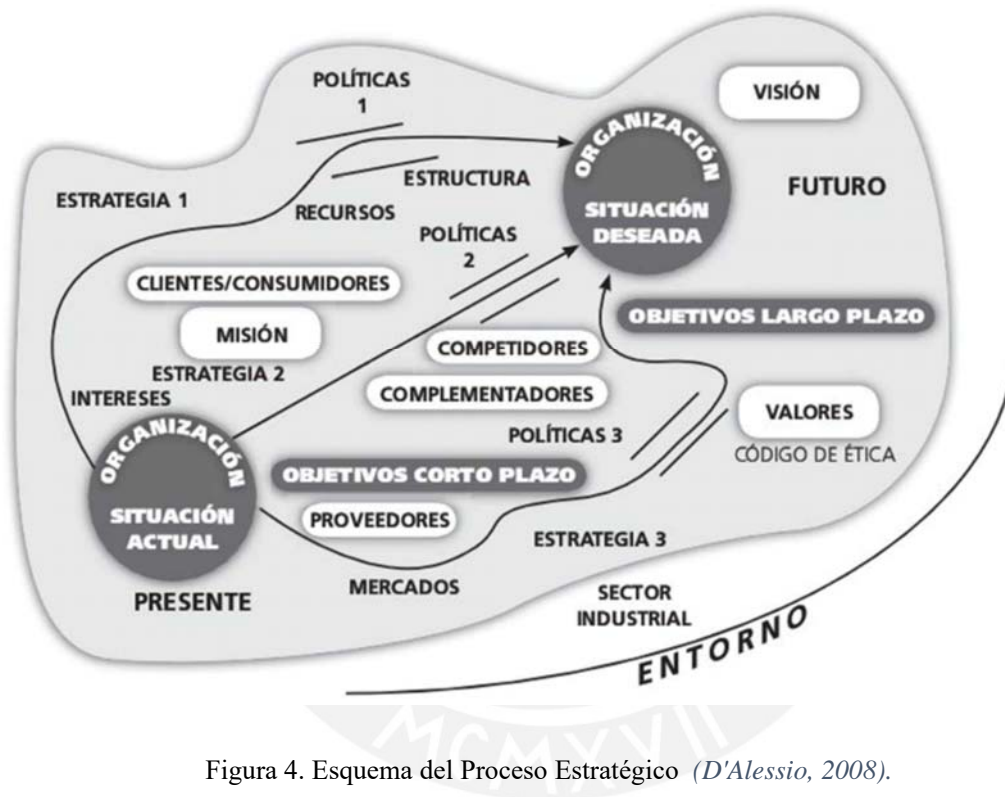 POLÍTICAS
1
VISIÓN
ORGANIZACIÓN
SITUACIÓN
DESEADA
FUTURO
ESTRUCTURA
ESTRATEGIA 1
RECURSOS
POLÍTICAS
2
CLIENTES/CONSUMIDORES
OBJETIVOS LARGO PLAZO
MISIÓN
COMPETIDORES
ESTRATEGIA 2
COMPLEMENTADORES
INTERESES
VALORES
POLÍTICAS 3
CÓDIGO DE ÉTICA
ORGANIZACIÓN
SITUACIÓN
ACTUAL
OBJETIVOS CORTO PLAZO
PROVEEDORES
ESTRATEGIA 3
MERCADOS
PRESENTE
SECTOR
INDUSTRIAL
ENTORNO
MCMXVII
Figura 4. Esquema del Proceso Estratégico (D'Alessio, 2008).